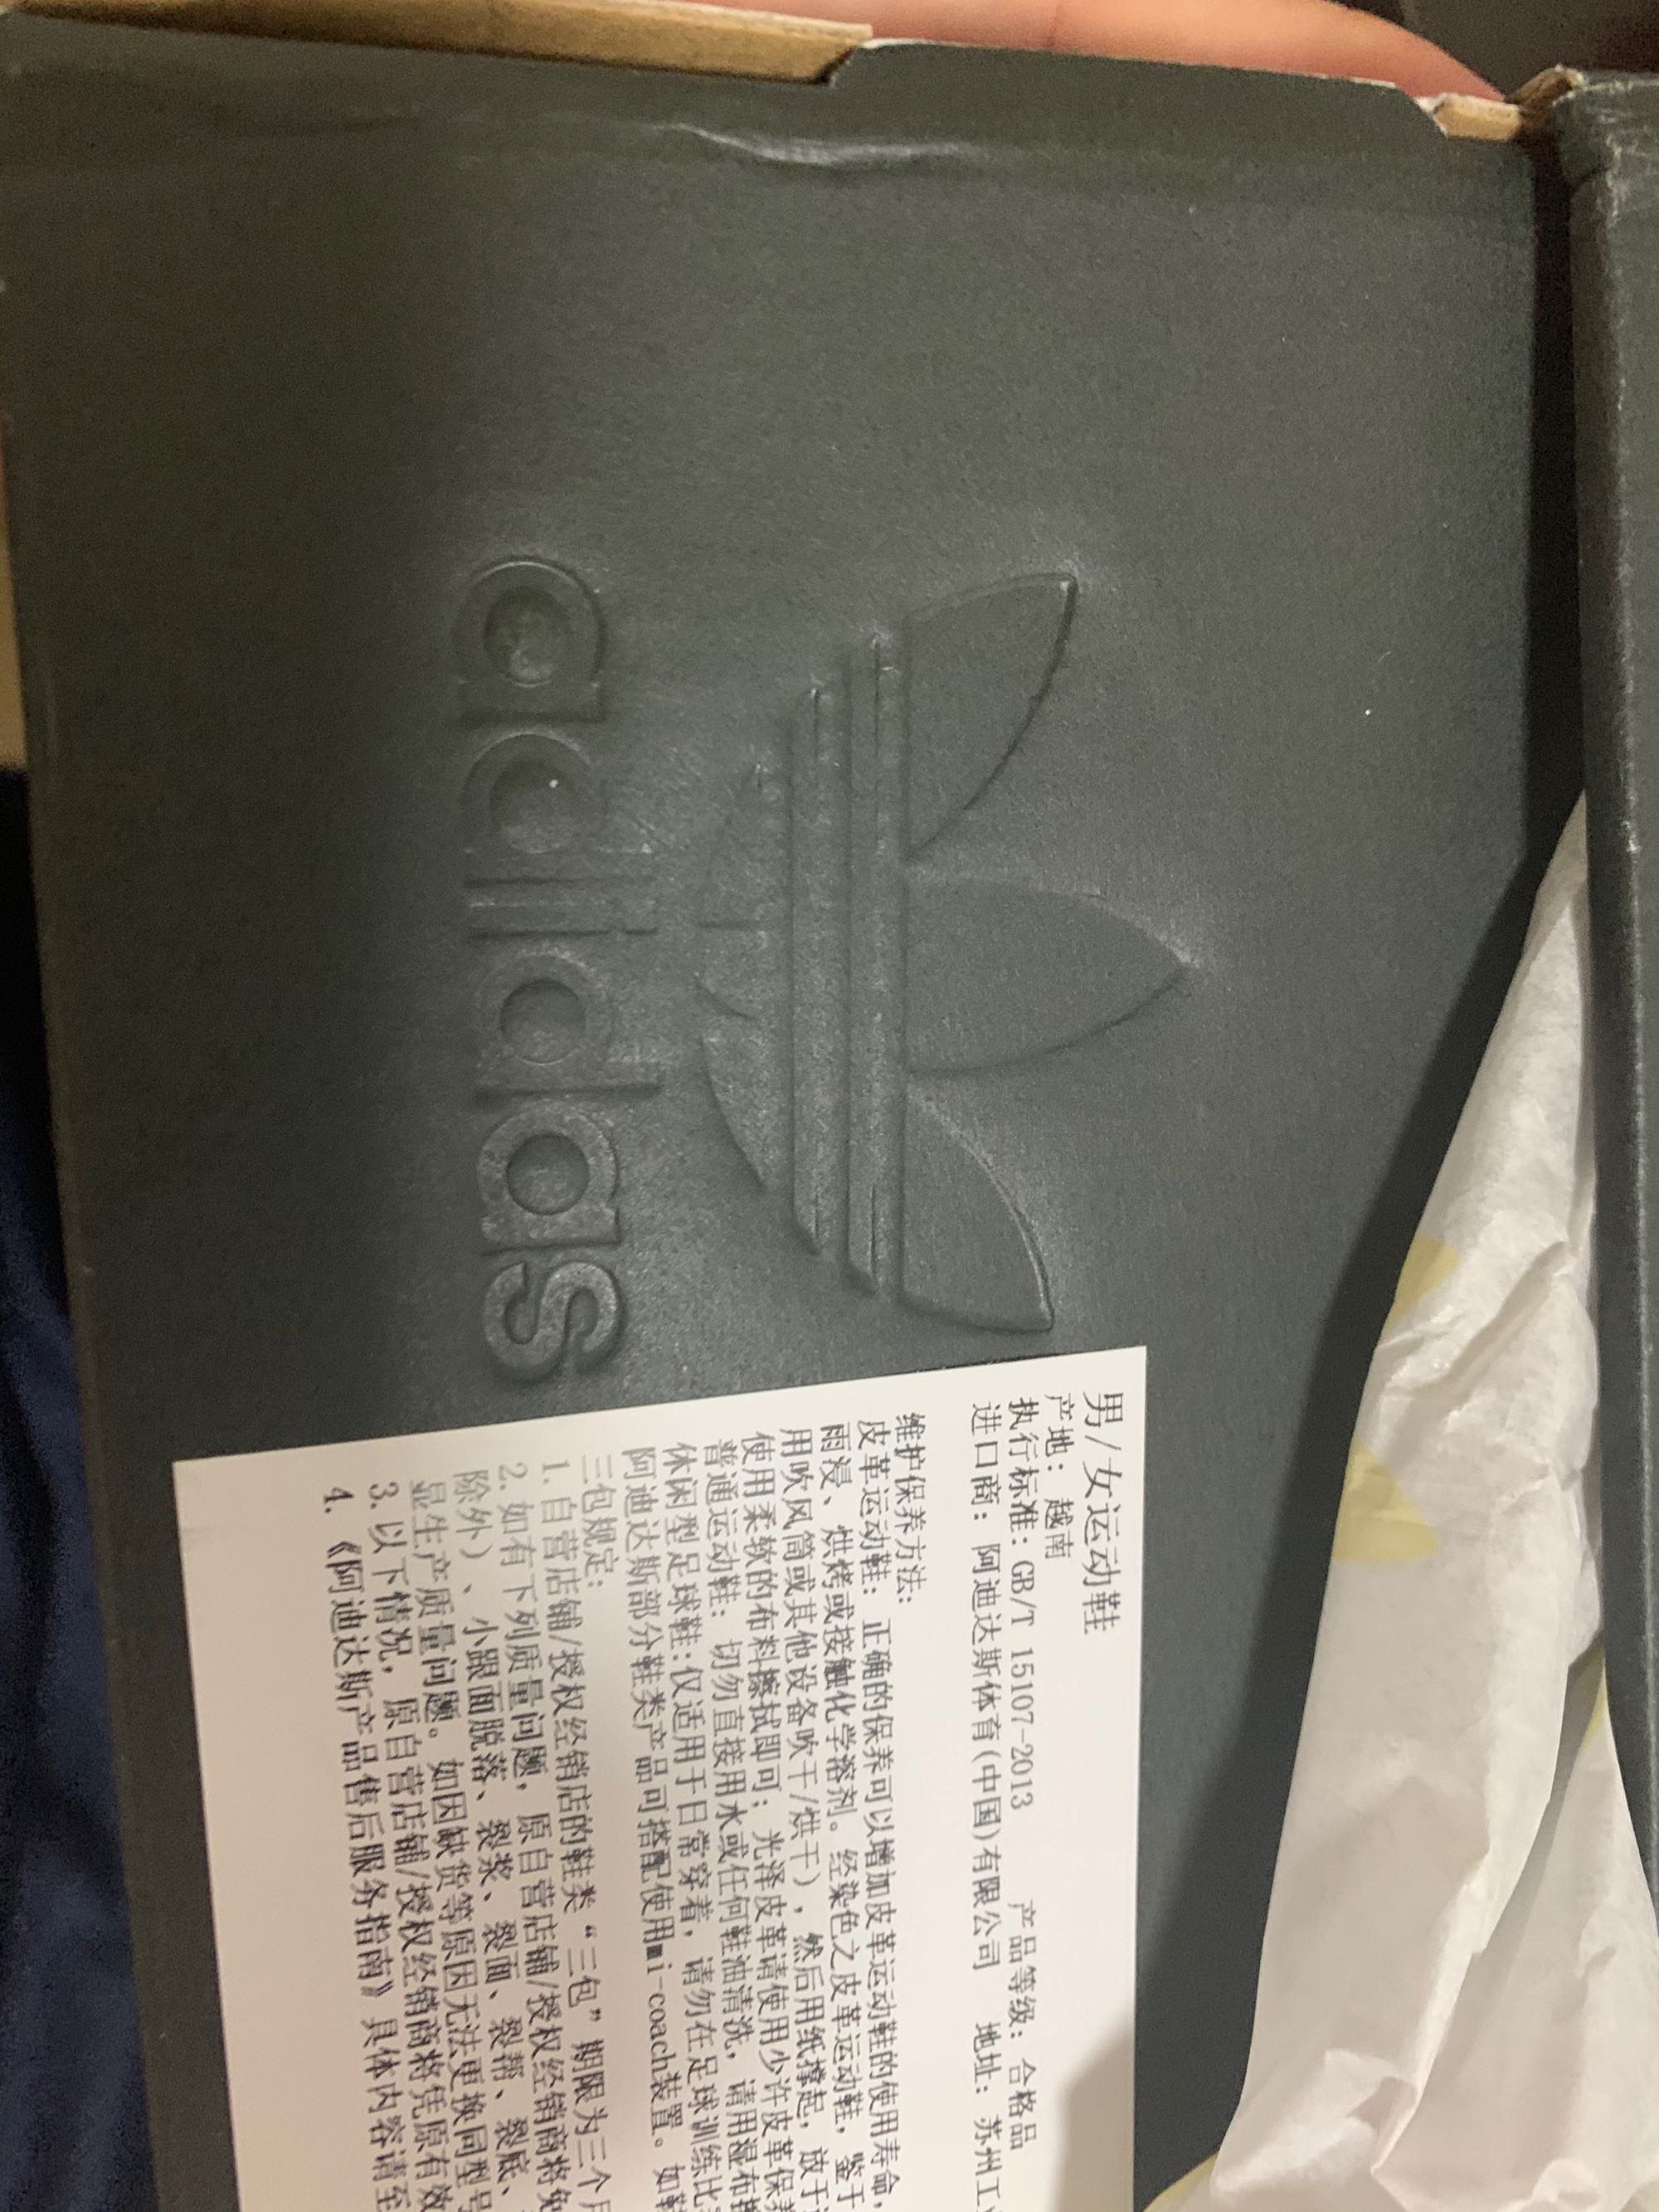 adidas
男/女运动鞋
产地：越南
执行标准：GB/T 15107-2013 产品等级：合格品
进口商：阿迪达斯体育(中国)有限公司 地址：苏州工
维护保养方法：
皮革运动鞋：正确的保养可以增加皮革运动鞋的使用寿命，
雨浸、烘烤或接触化学溶剂。经染色之皮革运动鞋，鉴于
用吹风筒或其他设备吹干/烘干），然后用纸撑起，放于
使用柔软的布料擦拭即可；光泽皮革请使用少许皮革保养
普通运动鞋：切勿直接用水或任何鞋油清洗，请用湿布擦
休闲型足球鞋：仅适用于日常穿着，请勿在足球训练比
阿迪达斯部分鞋类产品可搭配使用mi-coach装置。如鞋
三包规定：
1. 自营店铺/授权经销店的鞋类“三包”期限为三个月
2. 如有下列质量问题，原自营店铺/授权经销商将免
除外）、小跟面脱落、裂浆、裂面、裂帮、裂底、
显生产质量问题。如因缺货等原因无法更换同型号
3. 以下情况，原自营店铺/授权经销商将凭原有效
4. 《阿迪达斯产品售后服务指南》具体内容请至